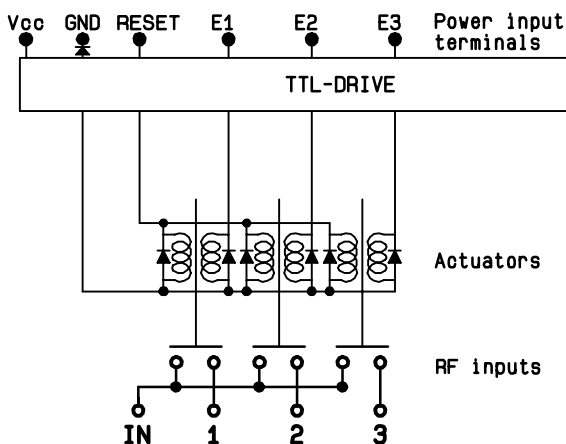 Vcc GND RESET E1 E2 E3 Power input
terminals
TTL-DRIVE
Actuators
RF inputs
IN 1 2 3